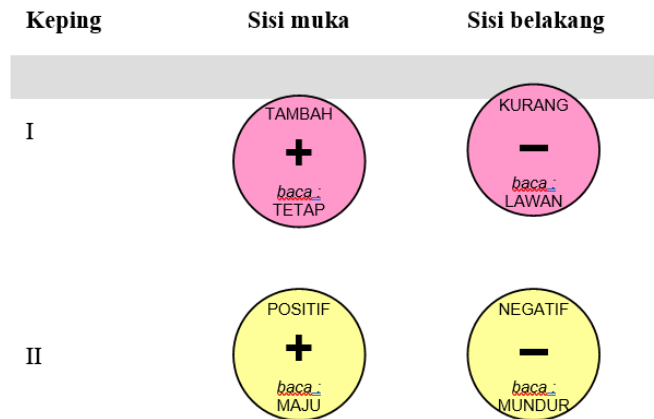 Keping Sisi muka Sisi belakang
I
TAMBAH
+
baca :
TETAP
KURANG
−
baca :
LAWAN
II
POSITIF
+
baca :
MAJU
NEGATIF
−
baca :
MUNDUR